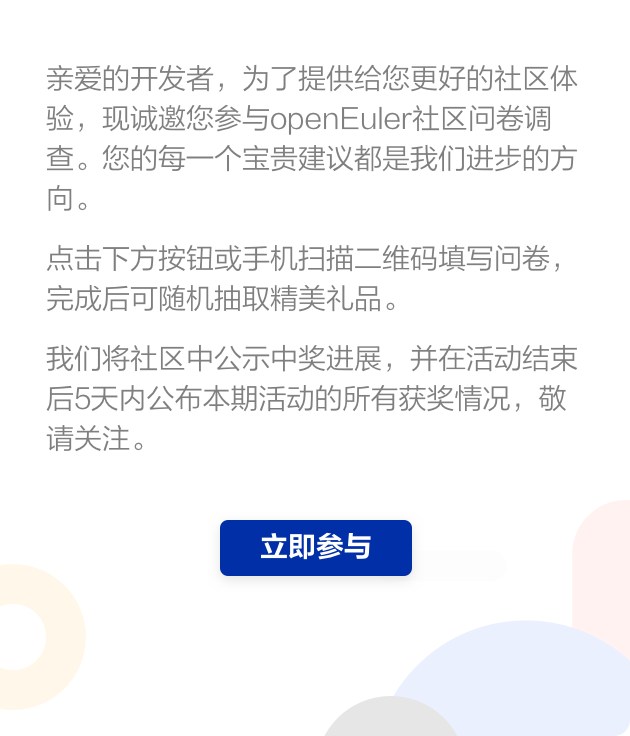 亲爱的开发者，为了提供给您更好的社区体
验，现诚邀您参与openEuler社区问卷调
查。您的每一个宝贵建议都是我们进步的方
向。
点击下方按钮或手机扫描二维码填写问卷，
完成后可随机抽取精美礼品。
我们将社区中公示中奖进展，并在活动结束
后5天内公布本期活动的所有获奖情况，敬
请关注。
立即参与